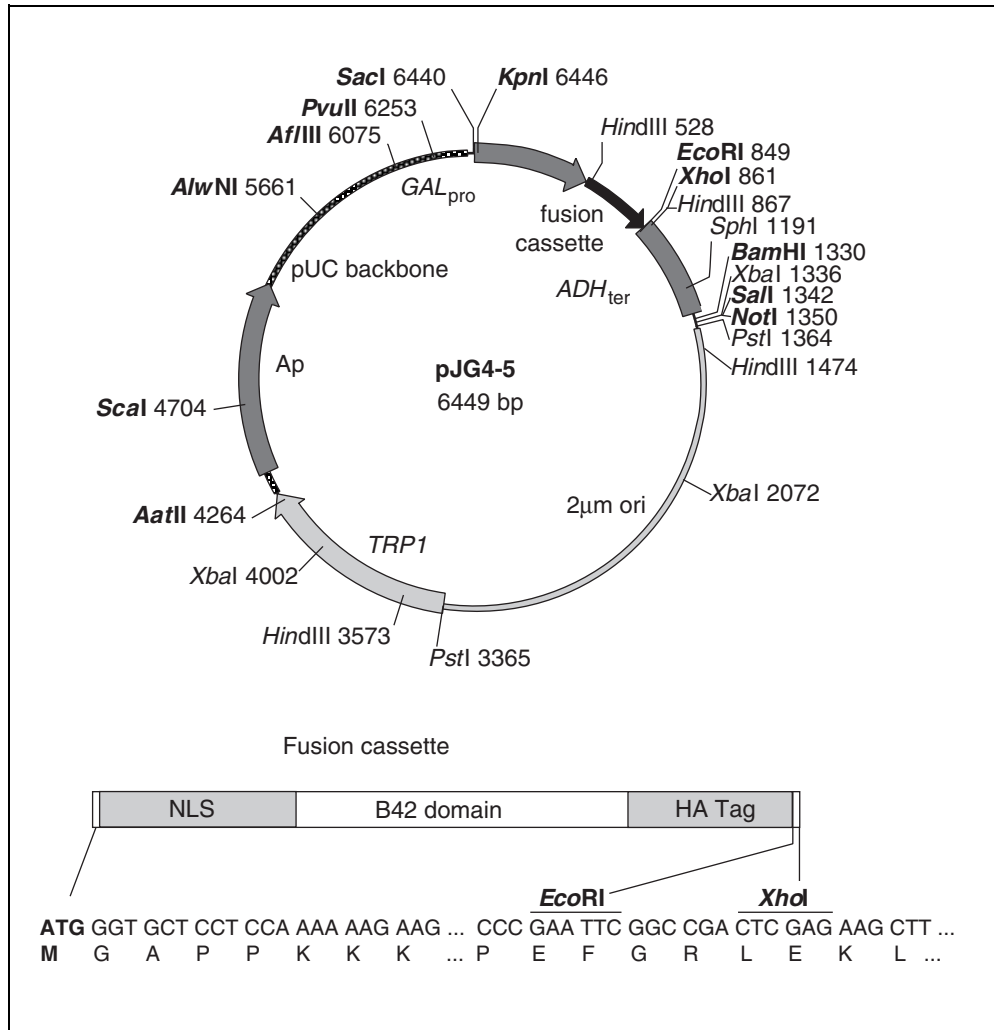 SacI 6440
KpnI 6446
PvuII 6253
AflIII 6075
AlwNI 5661
GALpro
HindIII 528
EcoRI 849
XhoI 861
HindIII 867
SphI 1191
BamHI 1330
XbaI 1336
SalI 1342
NotI 1350
PstI 1364
HindIII 1474
fusion
cassette
ADHter
pUC backbone
Ap
pJG4-5
6449 bp
ScaI 4704
XbaI 2072
2μm ori
AatII 4264
TRP1
XbaI 4002
HindIII 3573
PstI 3365
Fusion cassette
NLS B42 domain HA Tag
EcoRI XhoI
ATG GGT GCT CCT CCA AAA AAG AAG ... CCC GAA TTC GGC CGA CTC GAG AAG CTT ...
M G A P P K K K ... P E F G R L E K L ...